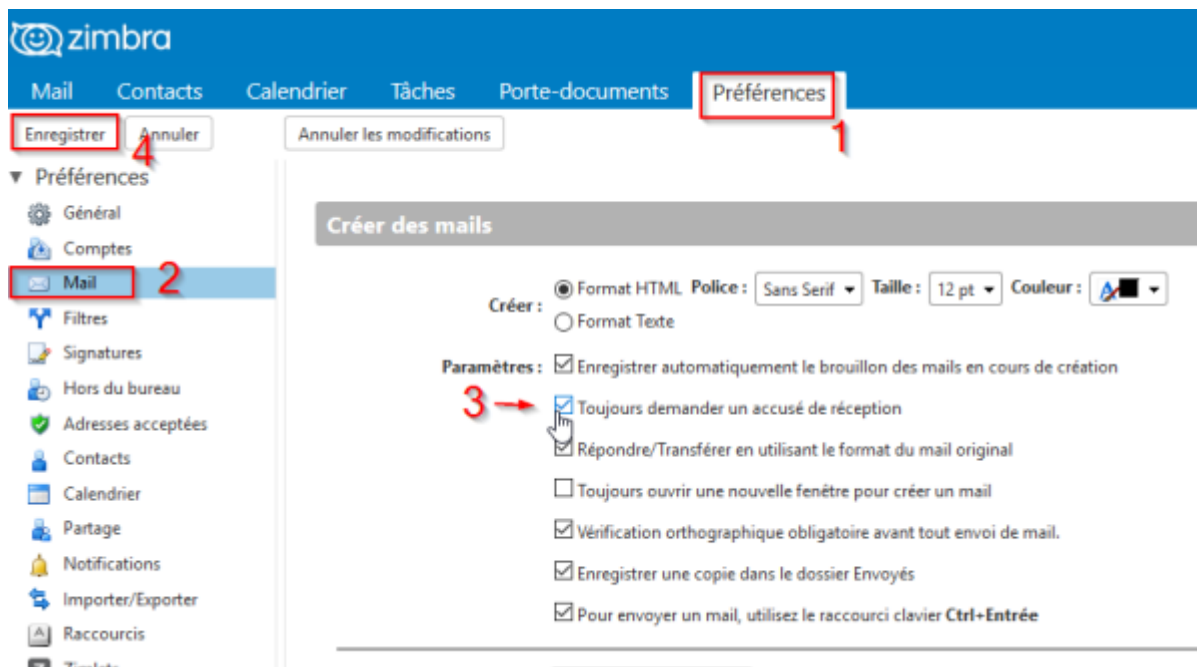 zimbra
Mail Contacts Calendrier Tâches Porte-documents Préférences
1
Enregistrer Annuler Annuler les modifications
4
Préférences
Général
Comptes
Mail
2
Filtres
Signatures
Hors du bureau
Adresses acceptées
Contacts
Calendrier
Partage
Notifications
Importer/Exporter
Raccourcis
Créer des mails
Créer : Format HTML Police : Sans Serif Taille : 12 pt Couleur :
Format Texte
Paramètres : Enregistrer automatiquement le brouillon des mails en cours de création
3 Toujours demander un accusé de réception
Répondre/Transférer en utilisant le format du mail original
Toujours ouvrir une nouvelle fenêtre pour créer un mail
Vérification orthographique obligatoire avant tout envoi de mail.
Enregistrer une copie dans le dossier Envoyés
Pour envoyer un mail, utilisez le raccourci clavier Ctrl+Entrée